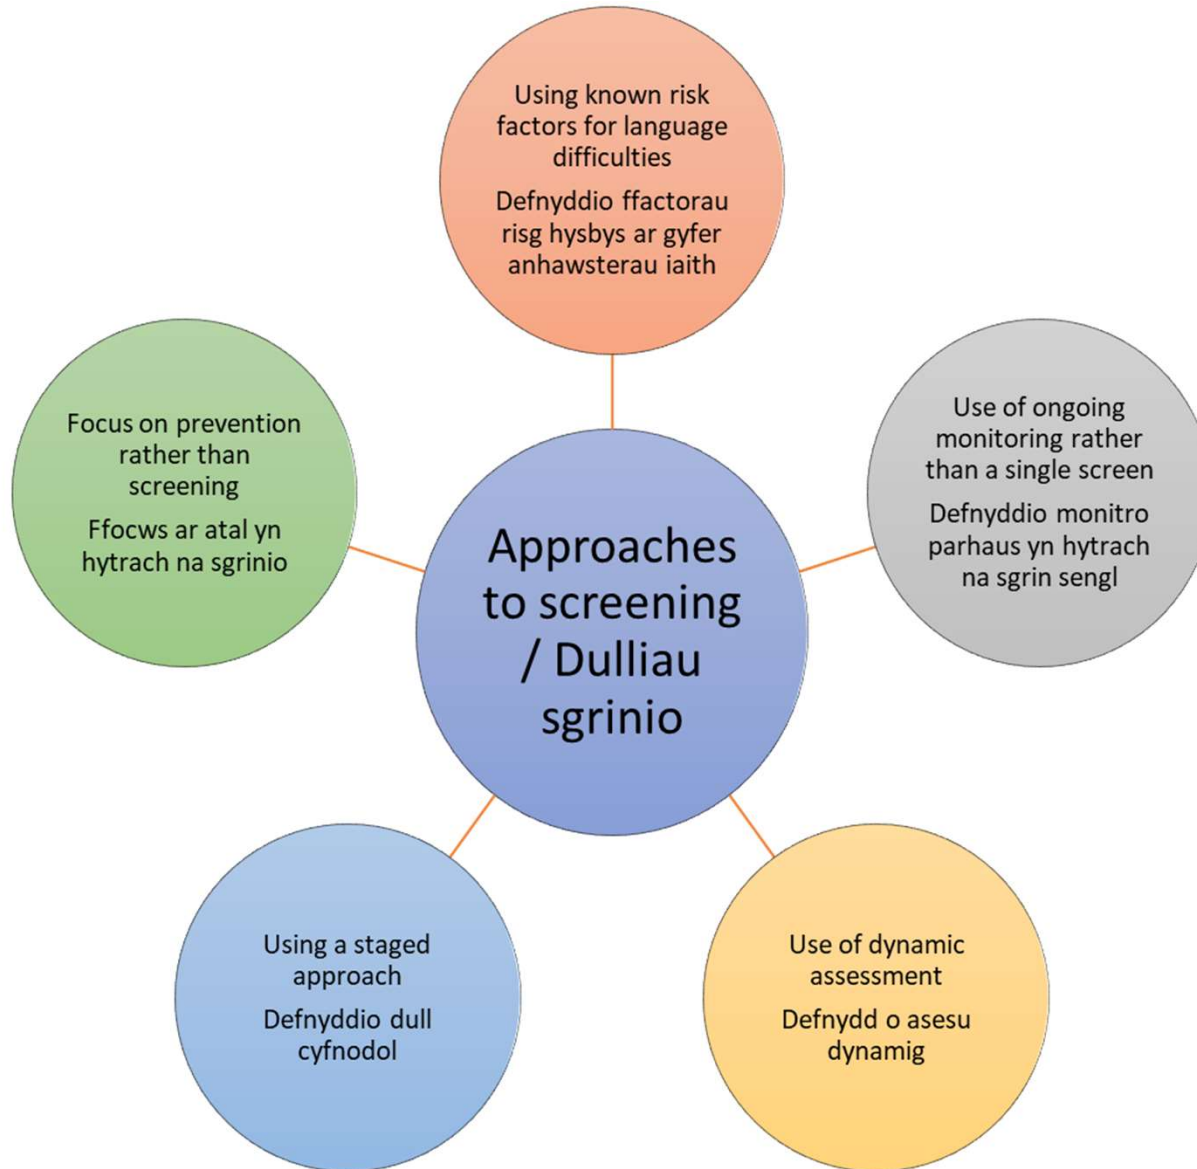 Using known risk
factors for language
difficulties
Defnyddio ffactorau
risg hysbys ar gyfer
anhawsterau iaith
Focus on prevention
rather than
screening
Ffocws ar atal yn
hytrach na sgrinio
Use of ongoing
monitoring rather
than a single screen
Defnyddio monitro
parhaus yn hytrach
na sgrin sengl
Approaches
to screening
/ Dulliau
sgrinio
Using a staged
approach
Defnyddio dull
cyfnodol
Use of dynamic
assessment
Defnydd o asesu
dynamig